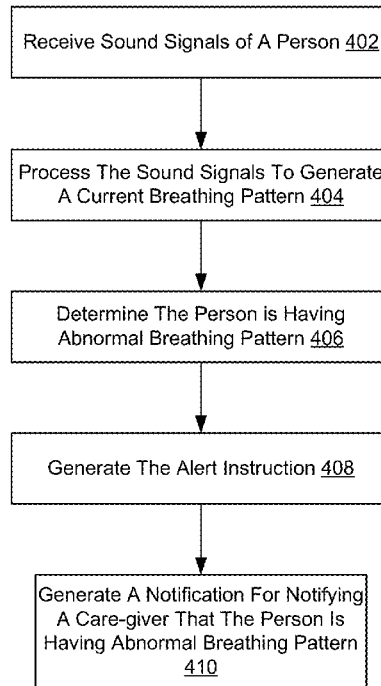 Receive Sound Signals of A Person 402
Process The Sound Signals To Generate
A Current Breathing Pattern 404
Determine The Person is Having
Abnormal Breathing Pattern 406
Generate The Alert Instruction 408
Generate A Notification For Notifying
A Care-giver That The Person Is
Having Abnormal Breathing Pattern
410